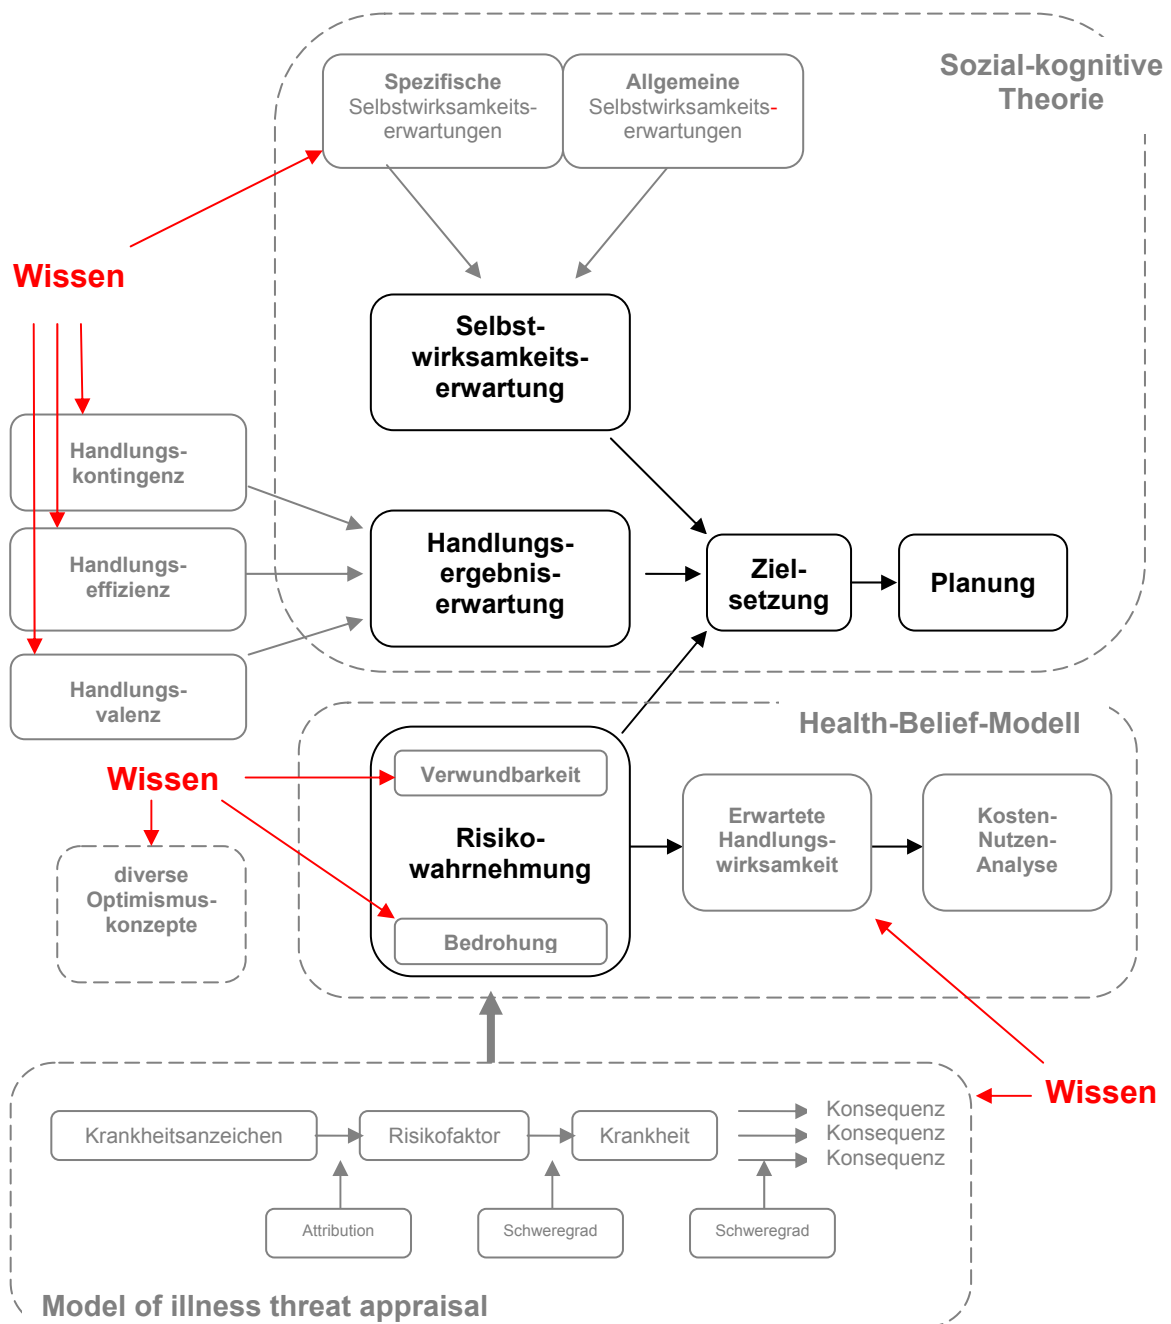 Sozial-kognitive
Theorie
Spezifische
Selbstwirksamkeits-
erwartungen
Allgemeine
Selbstwirksamkeits-
erwartungen
Wissen
Selbst-
wirksamkeits-
erwartung
Handlungs-
kontingenz
Handlungs-
effizienz
Handlungs-
valenz
Handlungs-
ergebnis-
erwartung
Ziel-
setzung
Planung
Health-Belief-Modell
Wissen
diverse
Optimismus-
konzepte
Verwundbarkeit
Risiko-
wahrnehmung
Bedrohung
Erwartete
Handlungs-
wirksamkeit
Kosten-
Nutzen-
Analyse
Wissen
Krankheitsanzeichen
Risikofaktor
Krankheit
Konsequenz
Konsequenz
Konsequenz
Attribution
Schweregrad
Schweregrad
Model of illness threat appraisal